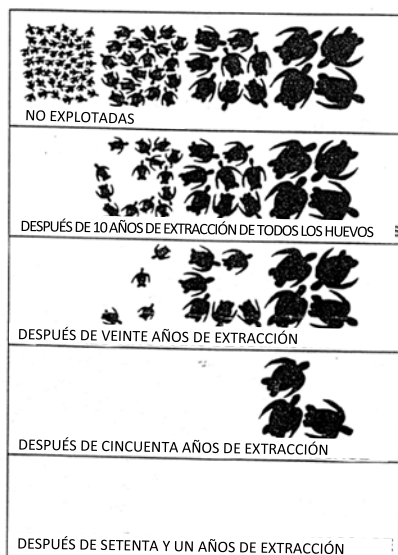 NO EXPLOTADAS
DESPUÉS DE 10 AÑOS DE EXTRACCIÓN DE TODOS LOS HUEVOS
DESPUÉS DE VEINTE AÑOS DE EXTRACCIÓN
DESPUÉS DE CINCUENTA AÑOS DE EXTRACCIÓN
DESPUÉS DE SETENTA Y UN AÑOS DE EXTRACCIÓN